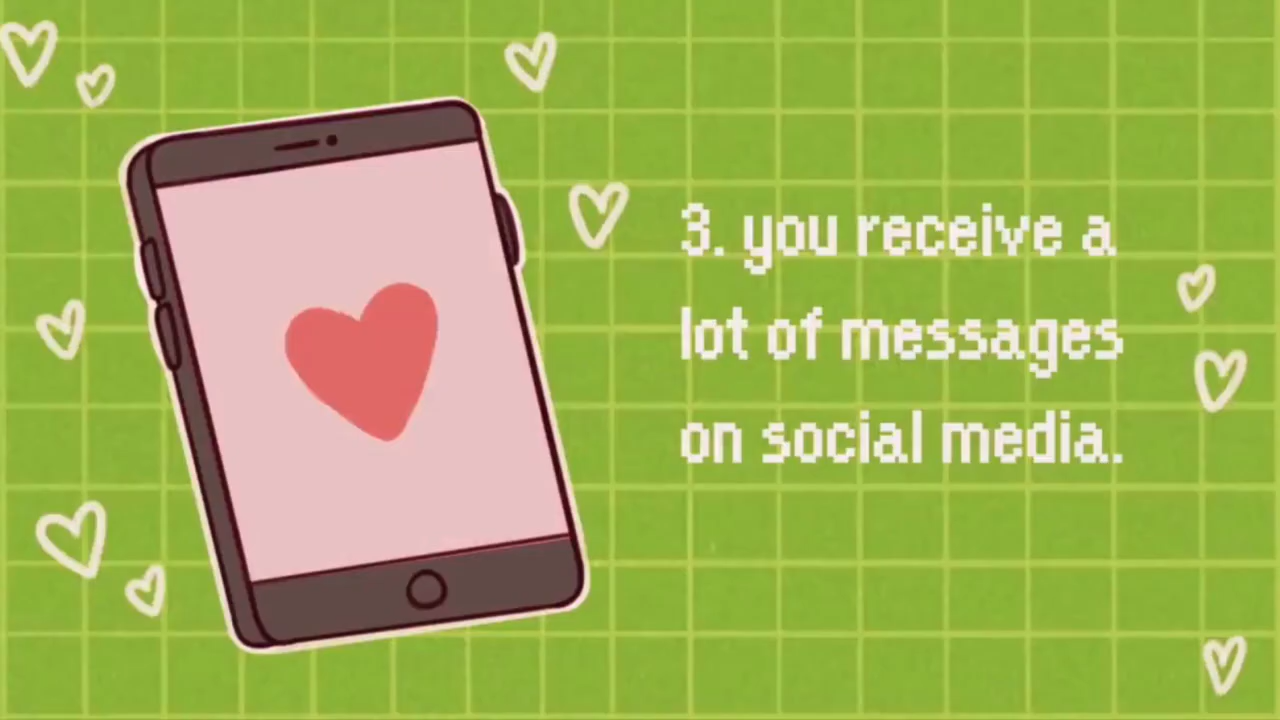 3. you receive a
lot of messages
on social media.